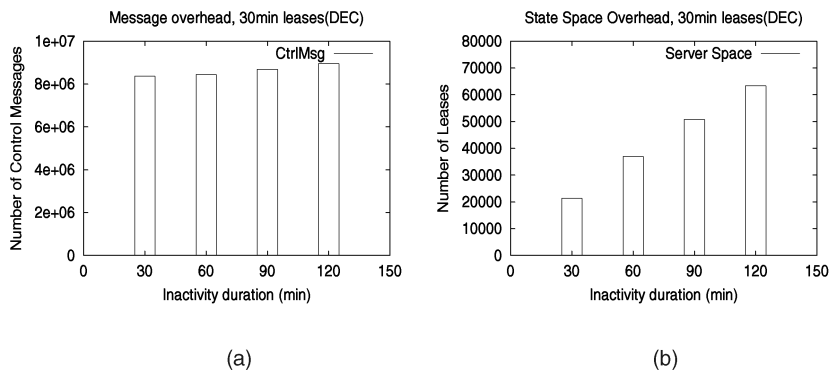 Message overhead, 30min leases(DEC)
Number of Control Messages
1e+07
8e+06
6e+06
4e+06
2e+06
0
CtrlMsg
0 30 60 90 120 150
Inactivity duration (min)
(a)
State Space Overhead, 30min leases(DEC)
Number of Leases
80000
70000
60000
50000
40000
30000
20000
10000
0
Server Space
0 30 60 90 120 150
Inactivity duration (min)
(b)